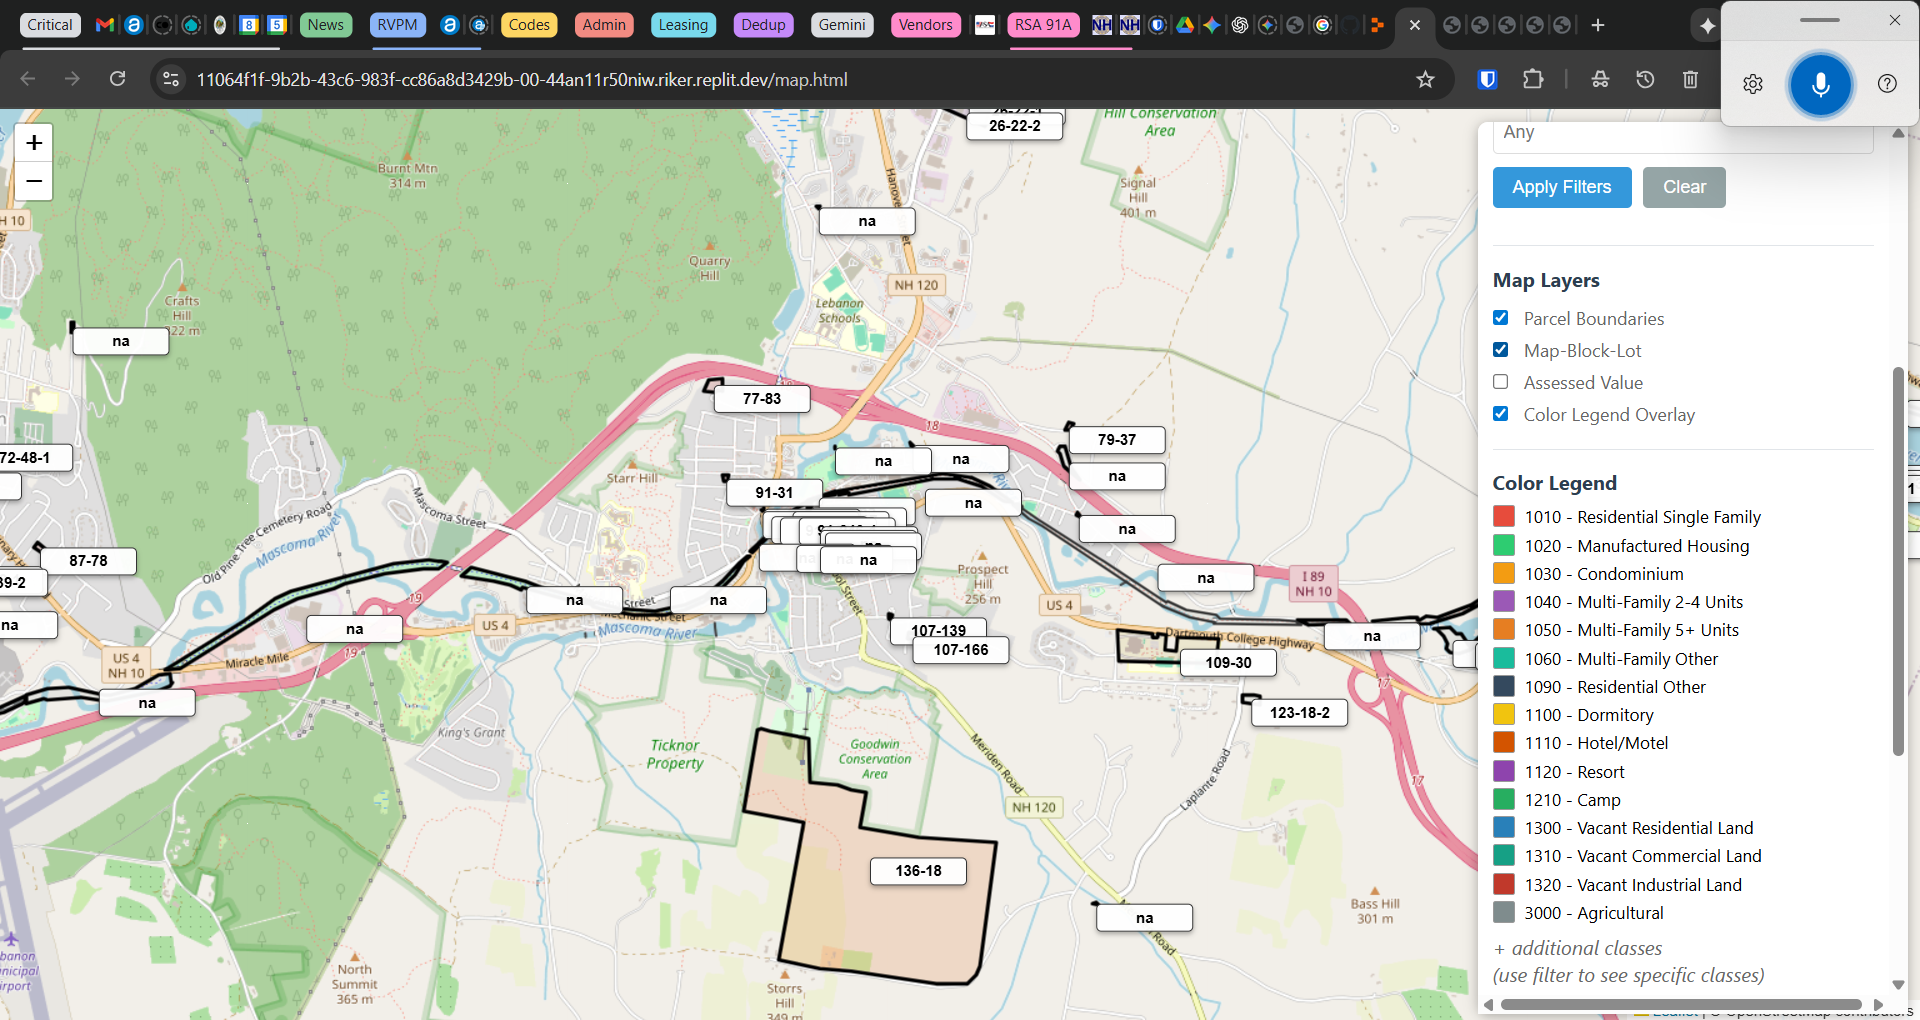 Critical
News
RVPM
Codes
Admin
Leasing
Dedup
Gemini
Vendors
RSA 91A
11064f1f-9b2b-43c6-983f-cc86a8d3429b-00-44an11r50niw.riker.replit.dev/map.html
+
−
26-22-2
Hill Conservation
Area
Burnt Mtn
314 m
Signal
Hill
401 m
H 10
na
Quarry
Hill
NH 120
Crafts
Hill
322 m
Lebanon
Schools
na
77-83
18
79-37
72-48-1
na
na
na
Starr Hill
91-31
na
na
Mascoma Street
Old Pine Tree Cemetery Road
Mascoma River
87-78
na
Prospect
Hill
256 m
na
I 89
NH 10
39-2
na
na
19
US 4
Street
na
na
US 4
Mechanic Street
Mascoma River
107-139
107-166
Dartmouth College Highway
na
109-30
US 4
NH 10
Miracle Mile
19
17
na
123-18-2
King's Grant
Ticknor
Property
Goodwin
Conservation
Area
Meriden Road
Laplante Road
17
NH 120
136-18
Bass Hill
301 m
na
Road
North
Summit
365 m
Storrs
Hill
349 m
Any
Apply Filters
Clear
Map Layers
Parcel Boundaries
Map-Block-Lot
Assessed Value
Color Legend Overlay
Color Legend
1010 - Residential Single Family
1020 - Manufactured Housing
1030 - Condominium
1040 - Multi-Family 2-4 Units
1050 - Multi-Family 5+ Units
1060 - Multi-Family Other
1090 - Residential Other
1100 - Dormitory
1110 - Hotel/Motel
1120 - Resort
1210 - Camp
1300 - Vacant Residential Land
1310 - Vacant Commercial Land
1320 - Vacant Industrial Land
3000 - Agricultural
+ additional classes
(use filter to see specific classes)